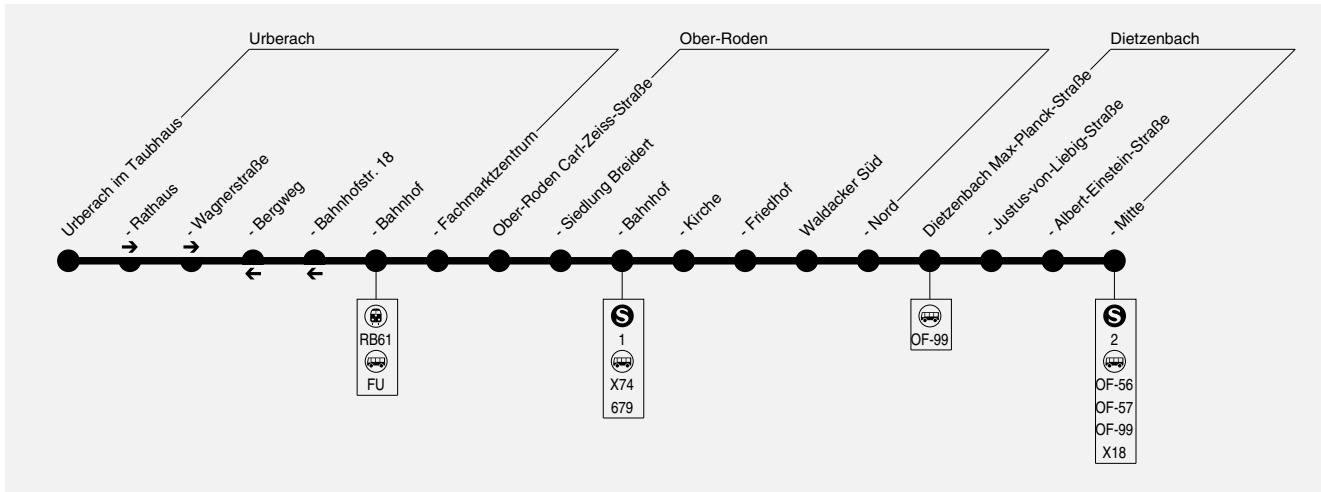 Urberach
Ober-Roden
Dietzenbach
Urberach im Taubhaus
- Rathaus
- Wagnerstraße
- Bergweg
- Bahnhofstr. 18
- Bahnhof
- Fachmarktzentrum
Ober-Roden Carl-Zeiss-Straße
- Siedlung Breidert
- Bahnhof
- Kirche
- Friedhof
Waldacker Süd
- Nord
Dietzenbach Max-Planck-Straße
- Justus-von-Liebig-Straße
- Albert-Einstein-Straße
- Mitte
RB61
FU
S
1
X74
679
OF-99
S
2
OF-56
OF-57
OF-99
X18